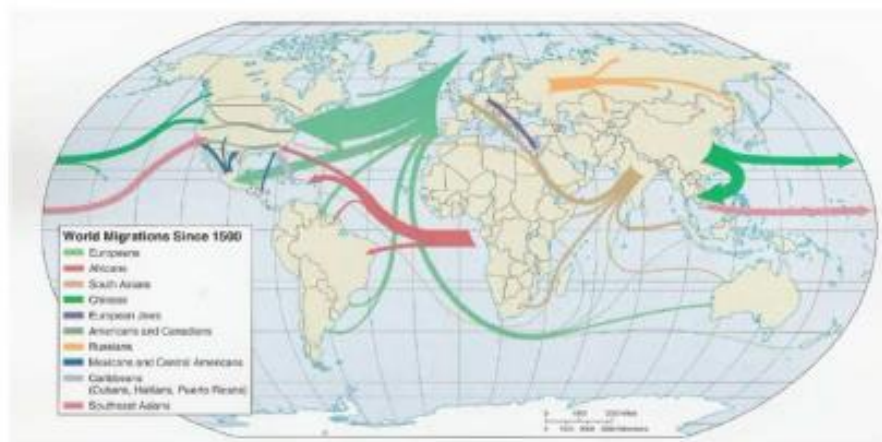 World Migrations Since 1500
Europeans
Africans
South Asians
Chinese
European Jews
Americans and Canadians
Russians
Mexicans and Central Americans
Caribbeans
(Cubans, Haitians, Puerto Ricans)
Southeast Asians